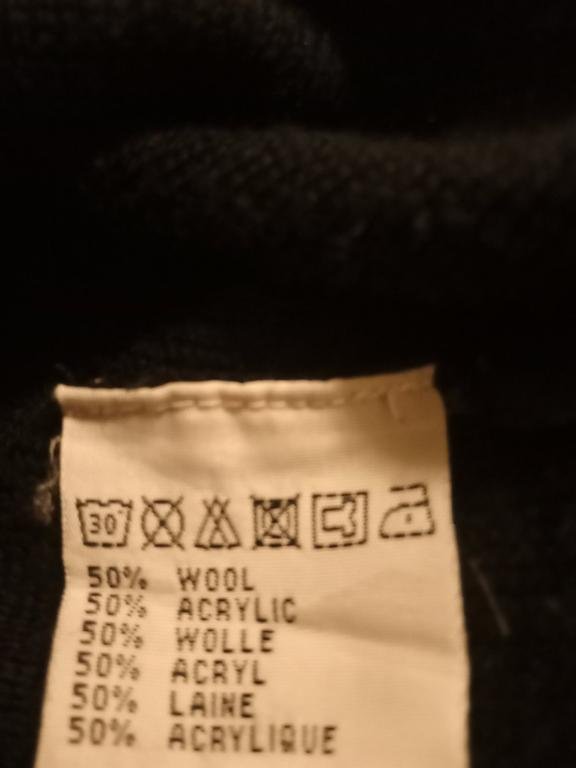 30
50% WOOL
50% ACRYLIC
50% WOLLE
50% ACRYL
50% LAINE
50% ACRYLIQUE